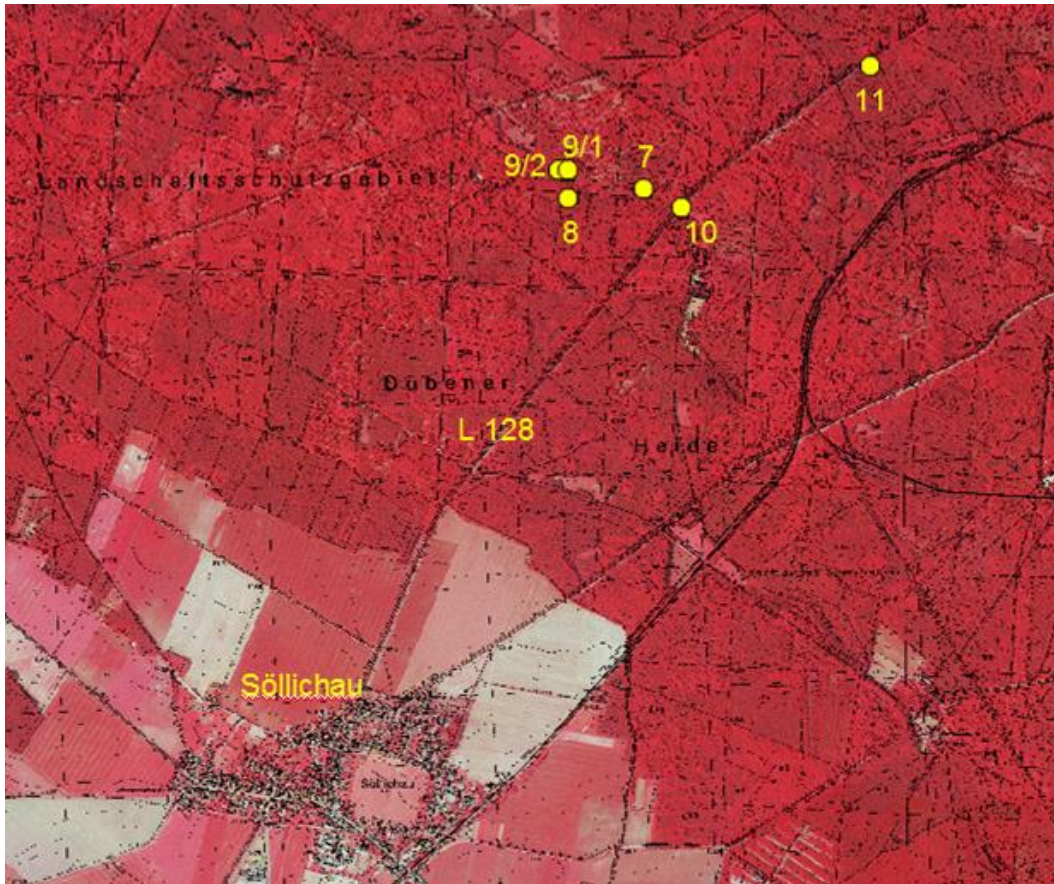 11
9/1
7
9/2
Landschaftsschutzgebiet
8
10
Dübener
L 128
Heide
Söllichau
Söllichau